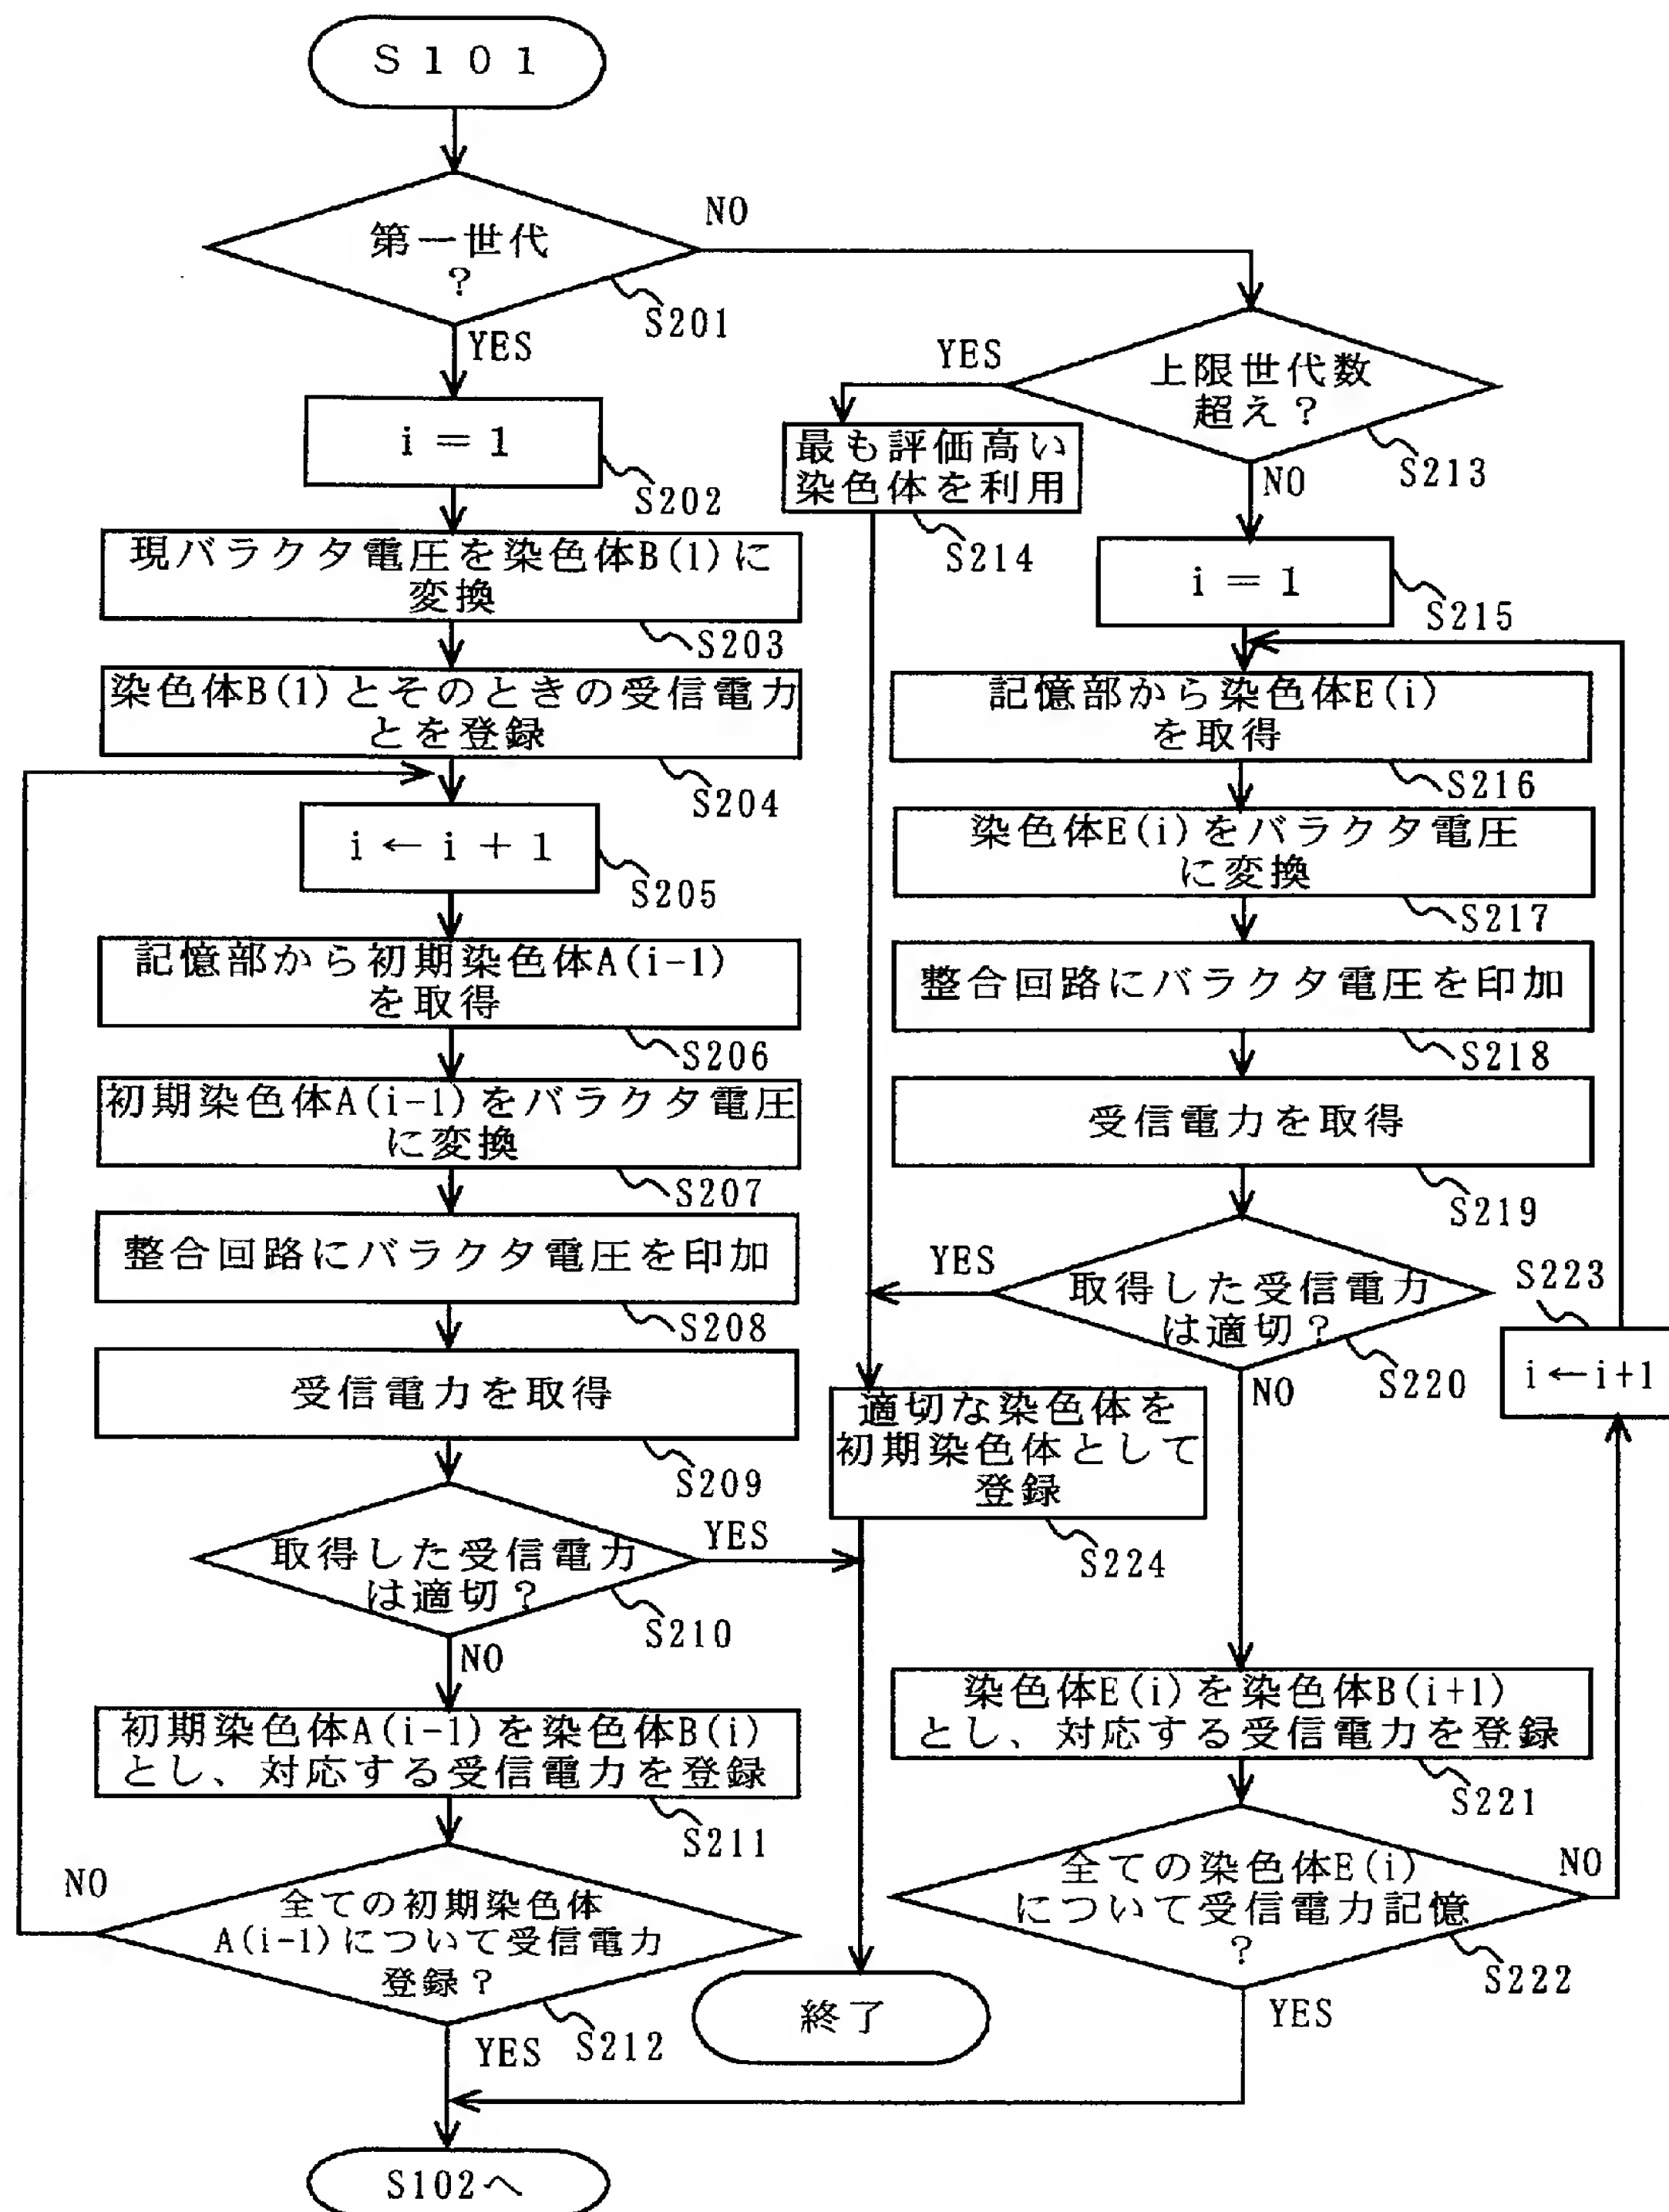 S101
第一世代
?
NO
S201
YES
i = 1
S202
現バラクタ電圧を染色体B(1)に
変換
S203
染色体B(1)とそのときの受信電力
とを登録
S204
i ← i + 1
S205
記憶部から初期染色体A(i-1)
を取得
S206
初期染色体A(i-1)をバラクタ電圧
に変換
S207
整合回路にバラクタ電圧を印加
S208
受信電力を取得
S209
取得した受信電力
は適切?
YES
S210
NO
初期染色体A(i-1)を染色体B(i)
とし、対応する受信電力を登録
S211
全ての初期染色体
A(i-1)について受信電力
登録?
NO
S212
YES
S102へ
上限世代数
超え?
YES
S213
NO
最も評価高い
染色体を利用
S214
i = 1
S215
記憶部から染色体E(i)
を取得
S216
染色体E(i)をバラクタ電圧
に変換
S217
整合回路にバラクタ電圧を印加
S218
受信電力を取得
S219
取得した受信電力
は適切?
YES
S220
NO
S223
i←i+1
適切な染色体を
初期染色体として
登録
S224
染色体E(i)を染色体B(i+1)
とし、対応する受信電力を登録
S221
全ての染色体E(i)
について受信電力記憶
?
NO
S222
YES
終了